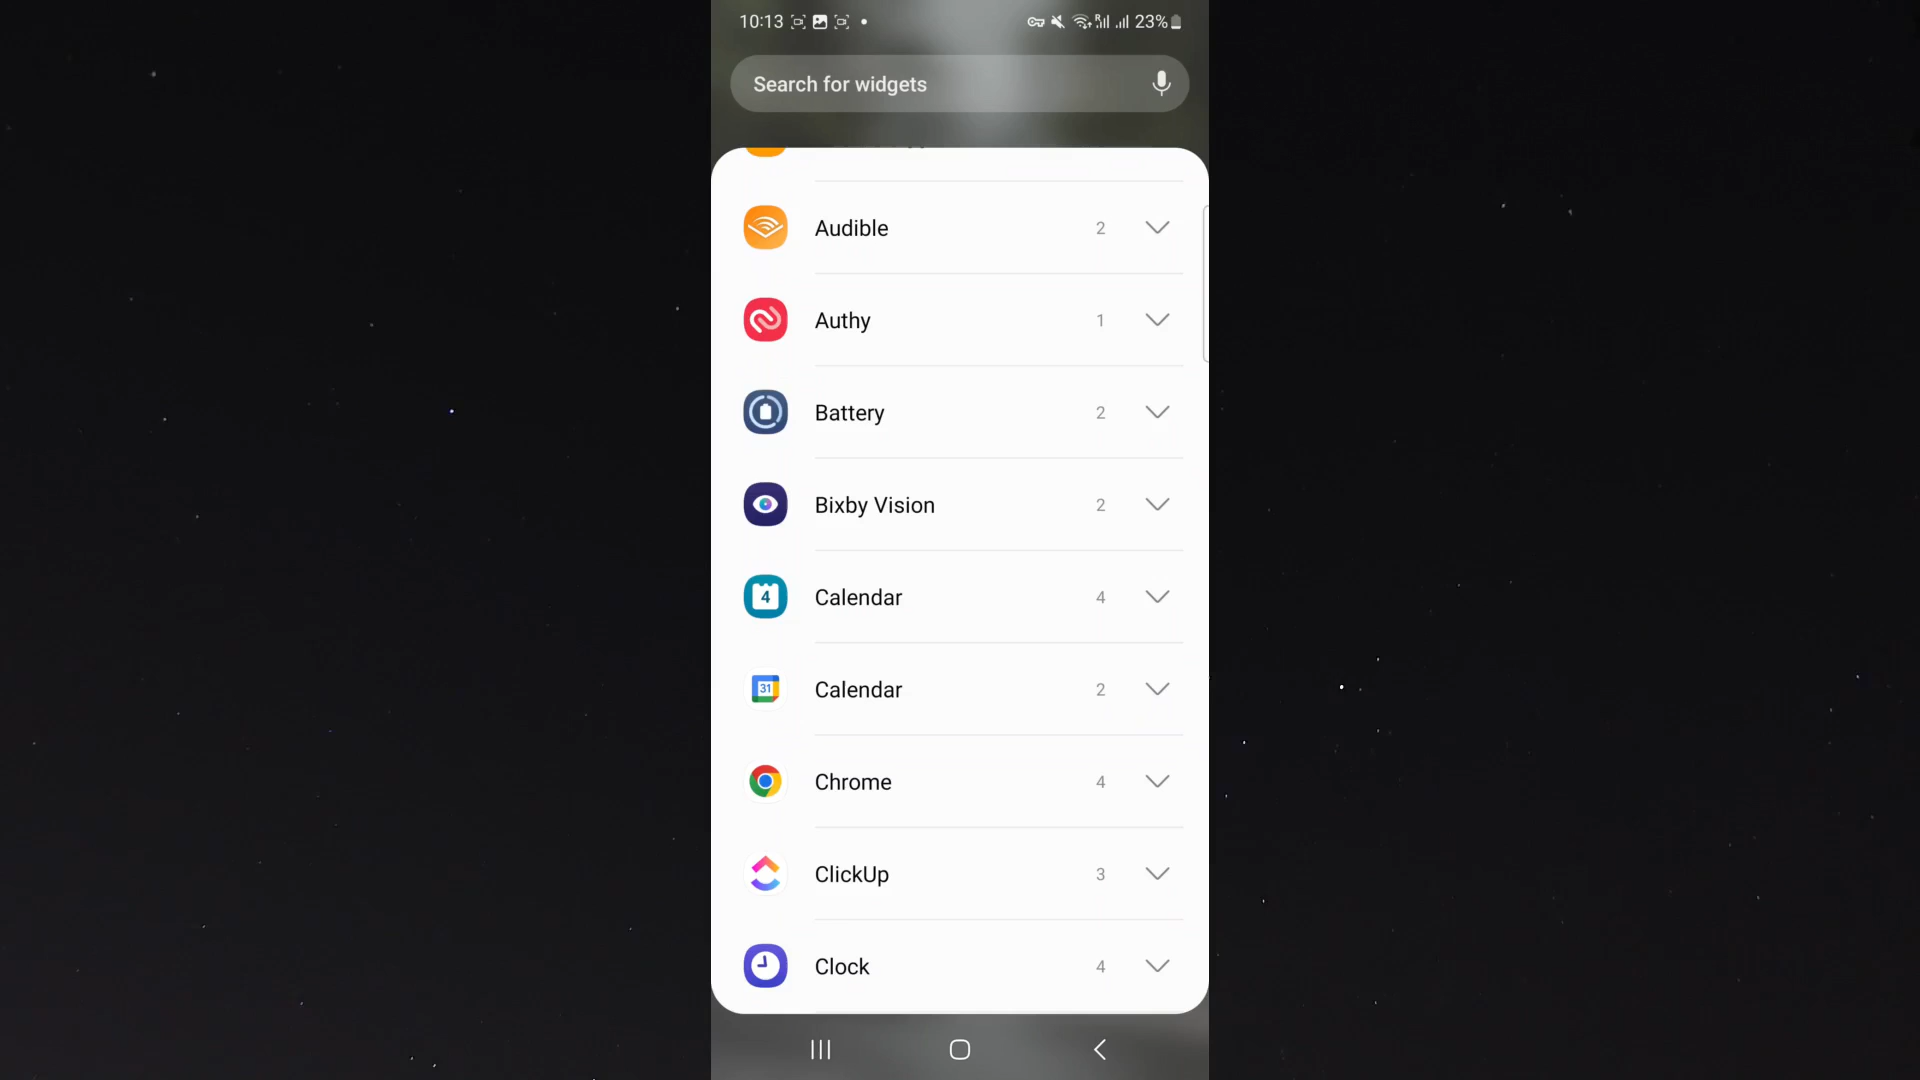 10:13
23%
Search for widgets
Audible 2
Authy 1
Battery 2
Bixby Vision 2
4 Calendar 4
31 Calendar 2
Chrome 4
ClickUp 3
Clock 4